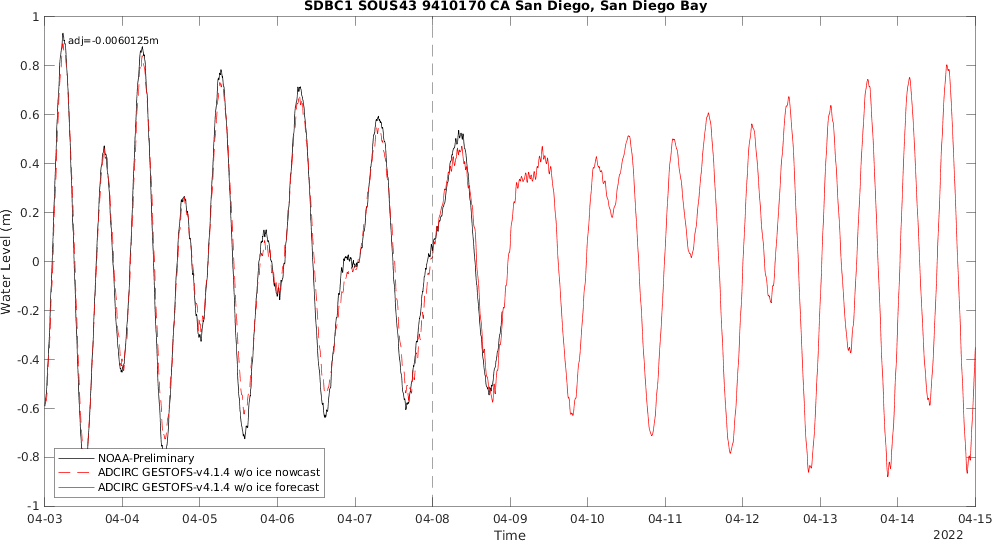 SDBC1 SOUS43 9410170 CA San Diego, San Diego Bay
adj=-0.0060125m
1
0.8
0.6
0.4
0.2
0
-0.2
-0.4
-0.6
-0.8
-1
Water Level (m)
NOAA-Preliminary
ADCIRC GESTOFS-v4.1.4 w/o ice nowcast
ADCIRC GESTOFS-v4.1.4 w/o ice forecast
04-03 04-04 04-05 04-06 04-07 04-08 04-09 04-10 04-11 04-12 04-13 04-14 04-15
Time
2022